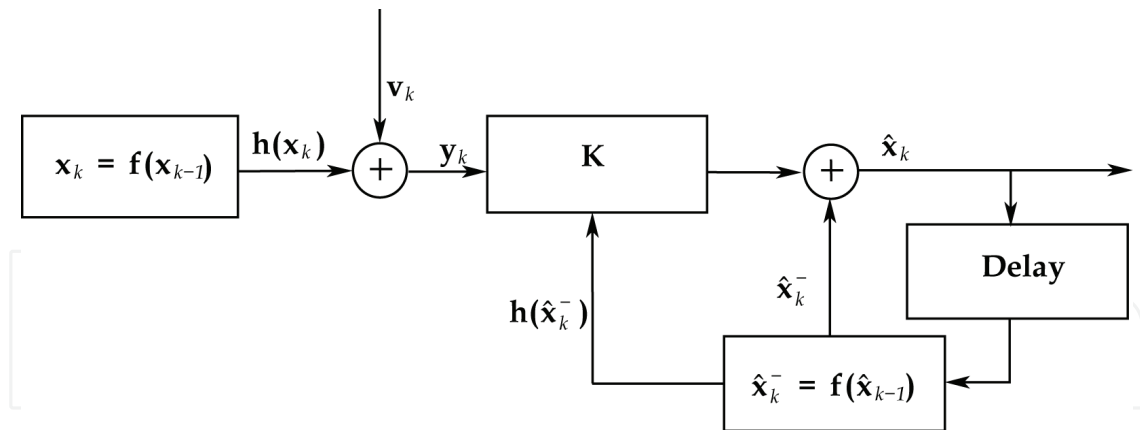 v_k
x_k = f(x_{k-1})
h(x_k)
+
y_k
K
+
x̂_k
Delay
h(x̂_k^-)
x̂_k^-
x̂_k^- = f(x̂_{k-1})